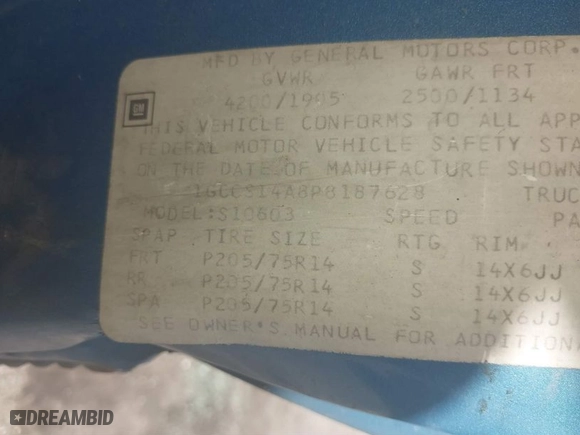 MFD BY GENERAL MOTORS CORP.
GVWR GAWR FRT
4200/1905 2500/1134
GM
THIS VEHICLE CONFORMS TO ALL APP
FEDERAL MOTOR VEHICLE SAFETY STA
ON THE DATE OF MANUFACTURE SHOWN
1GCCS14A8P8187628 TRUC
MODEL:S10603 SPEED PA
SPAP TIRE SIZE RTG RIM
FRT P205/75R14 S 14X6JJ
RR P205/75R14 S 14X6JJ
SPA P205/75R14 S 14X6JJ
SEE OWNER'S MANUAL FOR ADDITIONA
DREAMBID